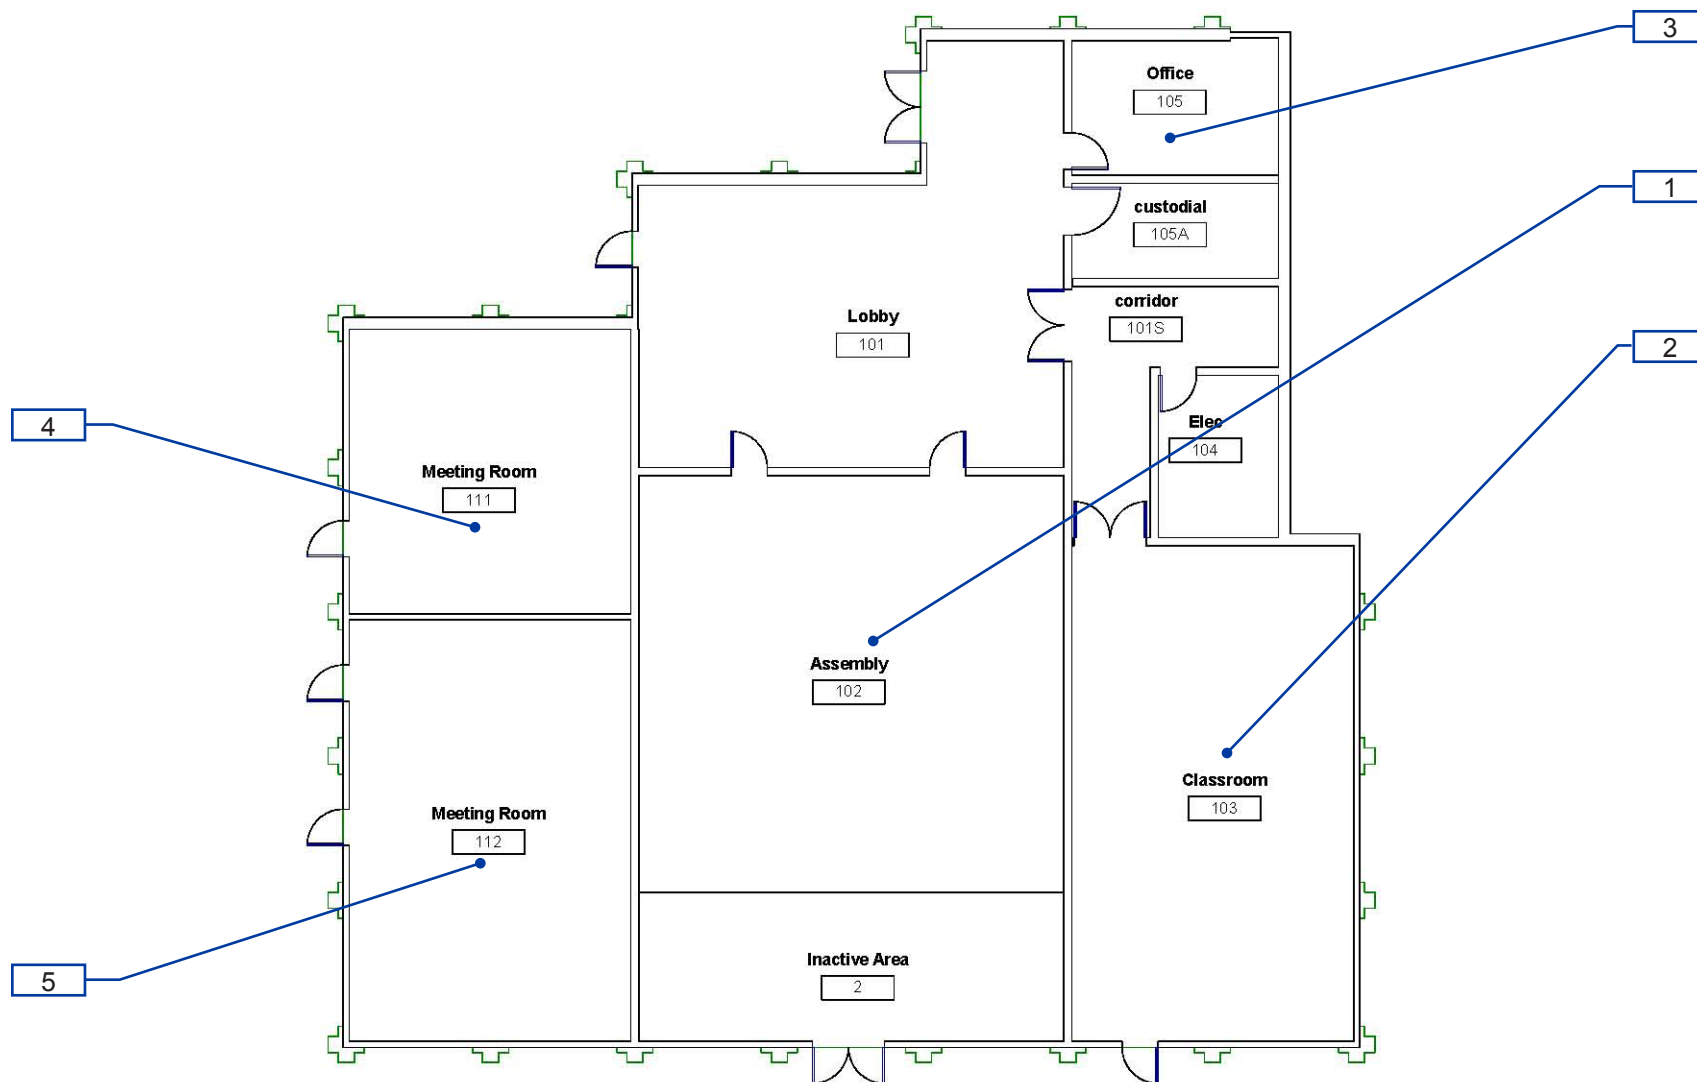 3
Office
105
1
custodial
105A
corridor
101S
Lobby
101
2
4
Elec
104
Meeting Room
111
Assembly
102
Classroom
103
Meeting Room
112
Inactive Area
2
5